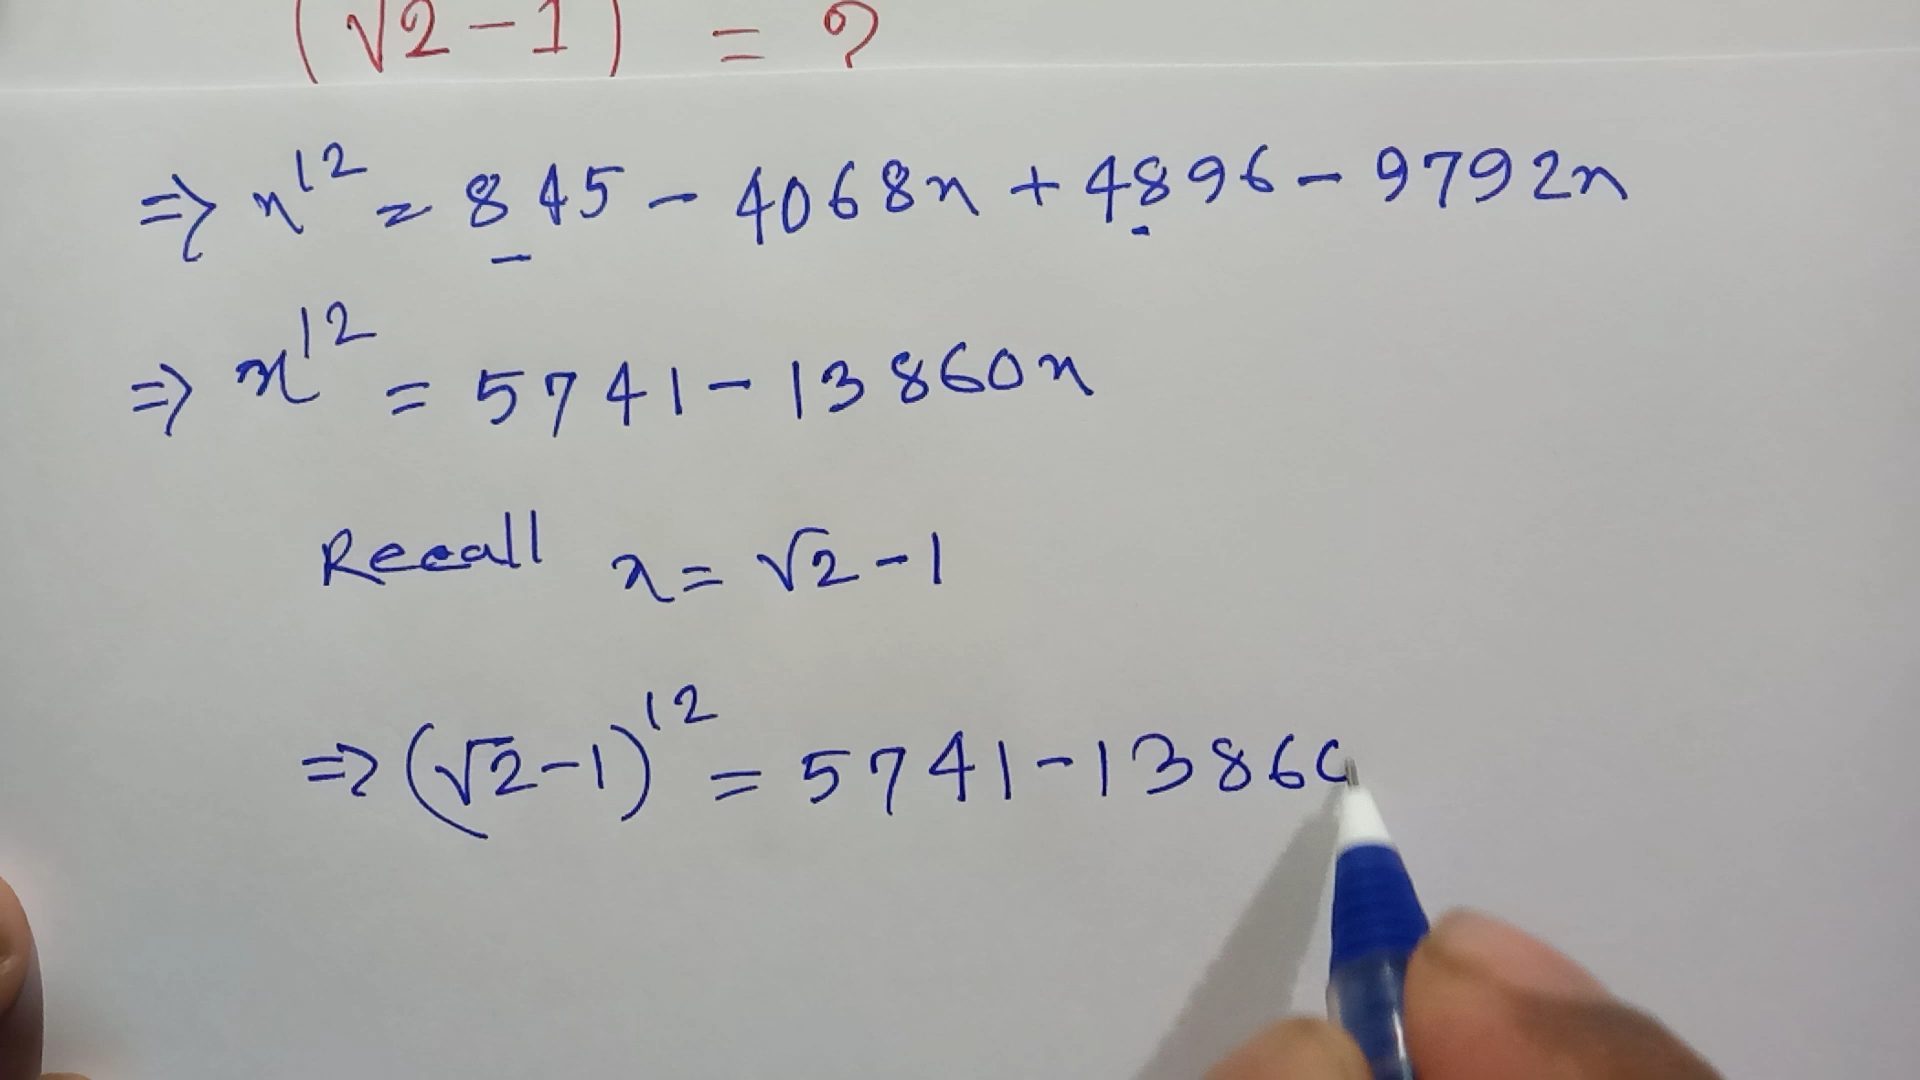 (√2-1) = ?
⇒ x¹² = 845 - 4068x + 4896 - 9792x
⇒ x¹² = 5741 - 13860x
Recall x = √2-1
⇒ (√2-1)¹² = 5741 - 1386